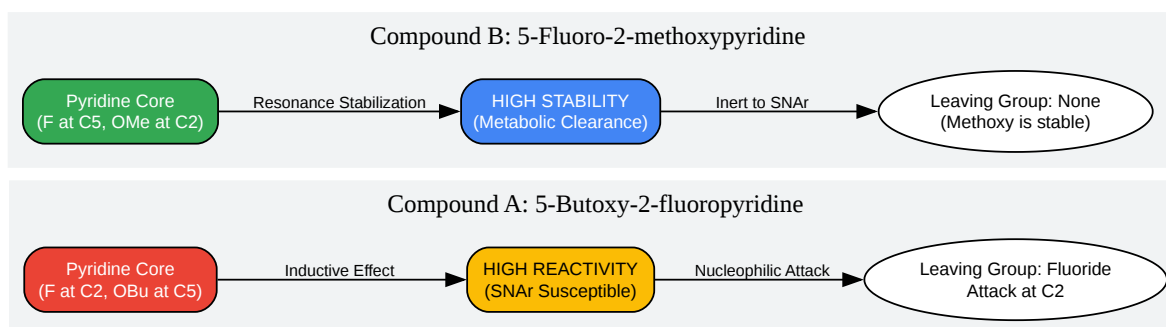 Compound B: 5-Fluoro-2-methoxypyridine
Pyridine Core
(F at C5, OMe at C2)
Resonance Stabilization
HIGH STABILITY
(Metabolic Clearance)
Inert to SNAr
Leaving Group: None
(Methoxy is stable)
Compound A: 5-Butoxy-2-fluoropyridine
Pyridine Core
(F at C2, OBu at C5)
Inductive Effect
HIGH REACTIVITY
(SNAr Susceptible)
Nucleophilic Attack
Leaving Group: Fluoride
Attack at C2